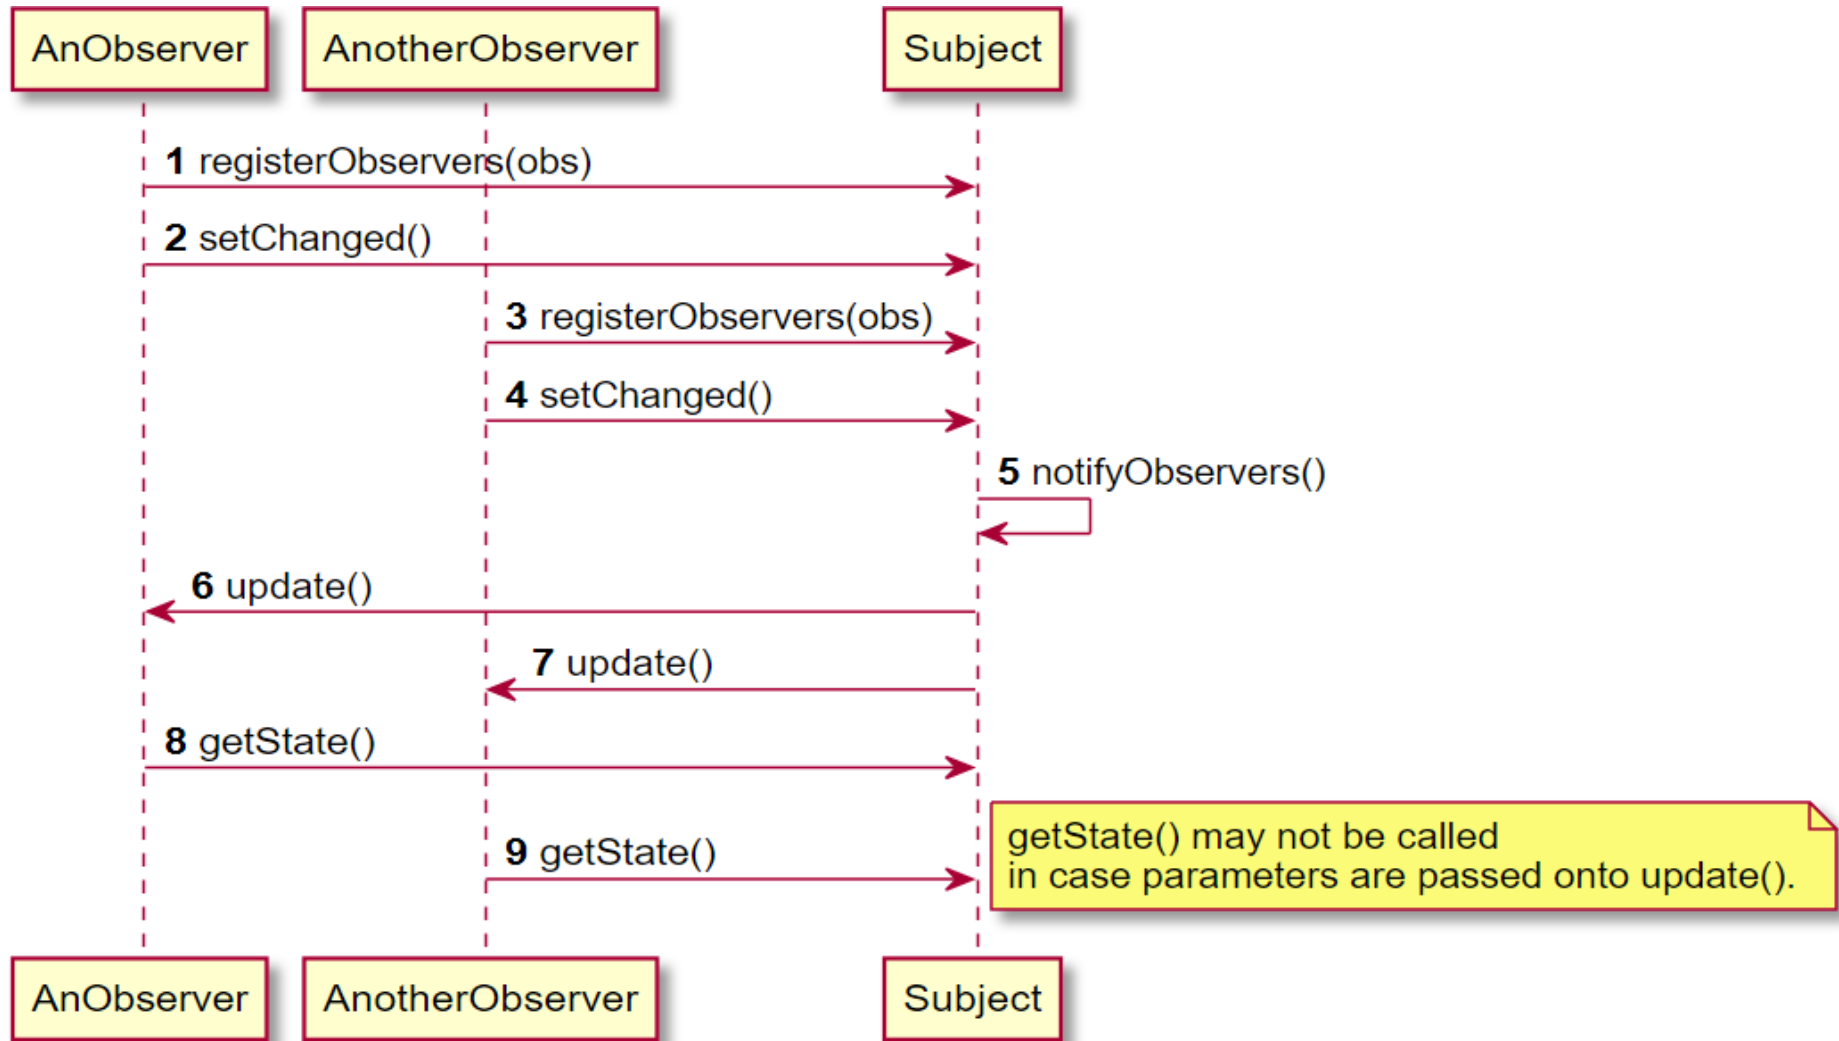 AnObserver
AnotherObserver
Subject
1 registerObservers(obs)
2 setChanged()
3 registerObservers(obs)
4 setChanged()
5 notifyObservers()
6 update()
7 update()
8 getState()
9 getState()
getState() may not be called
in case parameters are passed onto update().
AnObserver
AnotherObserver
Subject